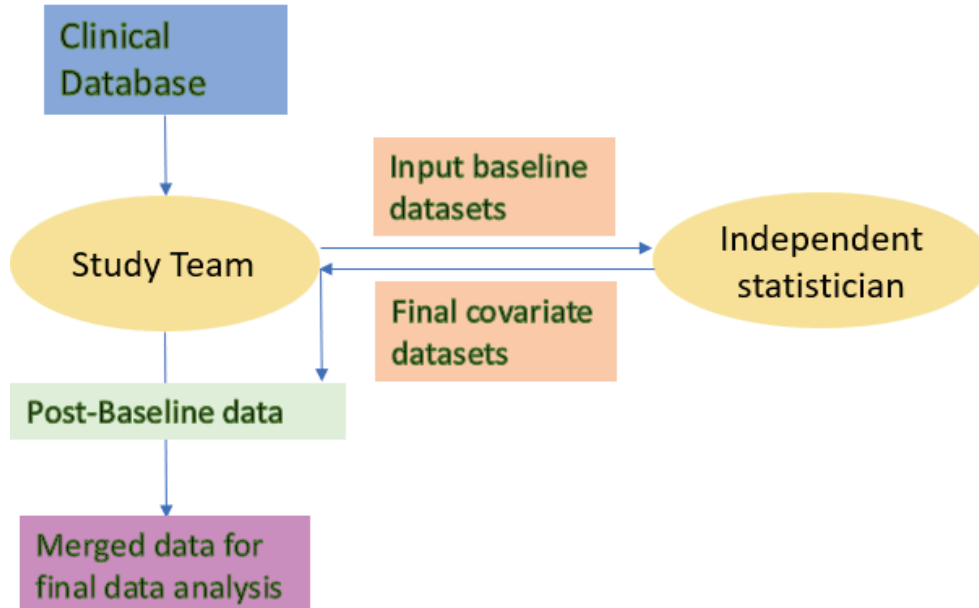 Clinical
Database
Input baseline
datasets
Study Team
Independent
statistician
Final covariate
datasets
Post-Baseline data
Merged data for
final data analysis